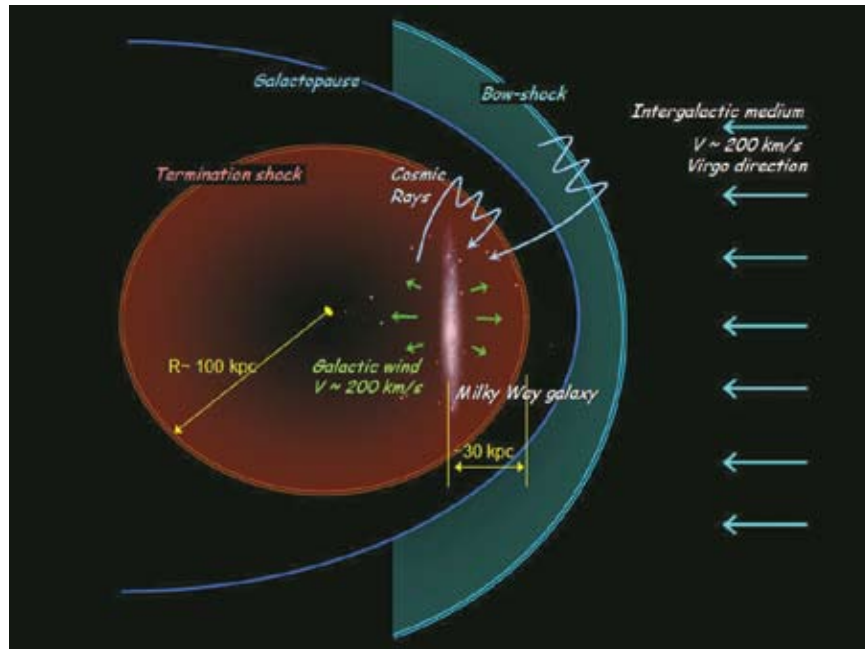 Galactopause
Bow-shock
Intergalactic medium
V ~ 200 km/s
Virgo direction
Termination shock
Cosmic
Rays
R~ 100 kpc
Galactic wind
V ~ 200 km/s
Milky Way galaxy
~30 kpc